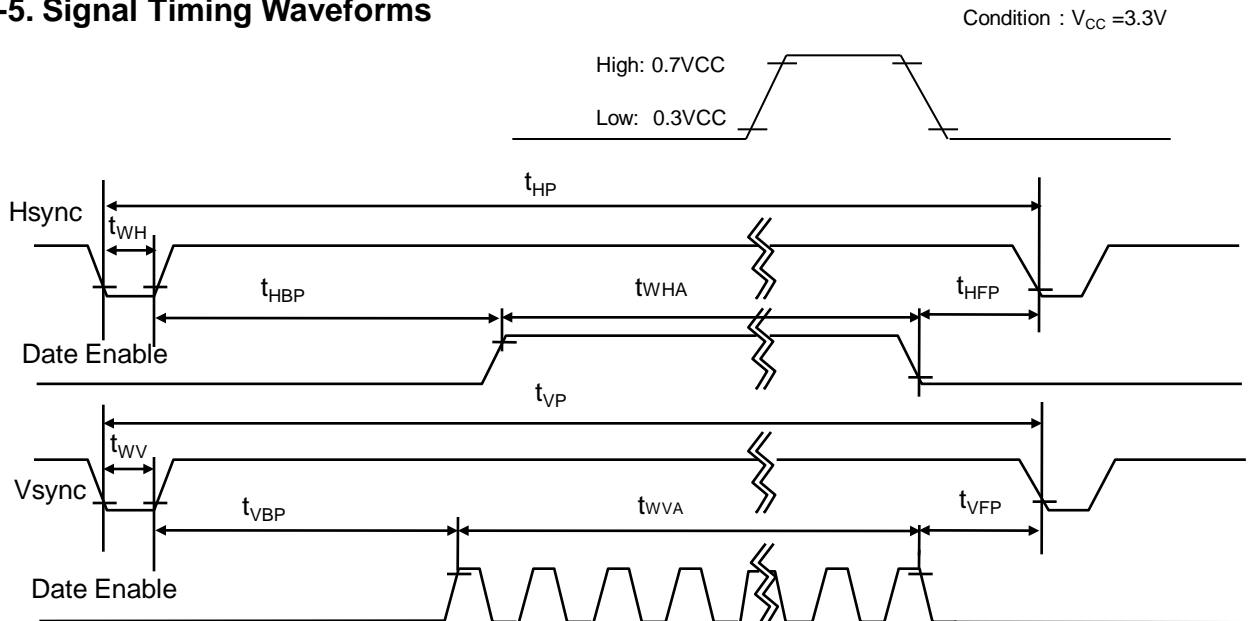 -5. Signal Timing Waveforms
Condition : VCC =3.3V
High: 0.7VCC
Low: 0.3VCC
tHP
Hsync
tWH
tHBP
tWHA
tHFP
Date Enable
tVP
tWV
Vsync
tVBP
tWVA
tVFP
Date Enable